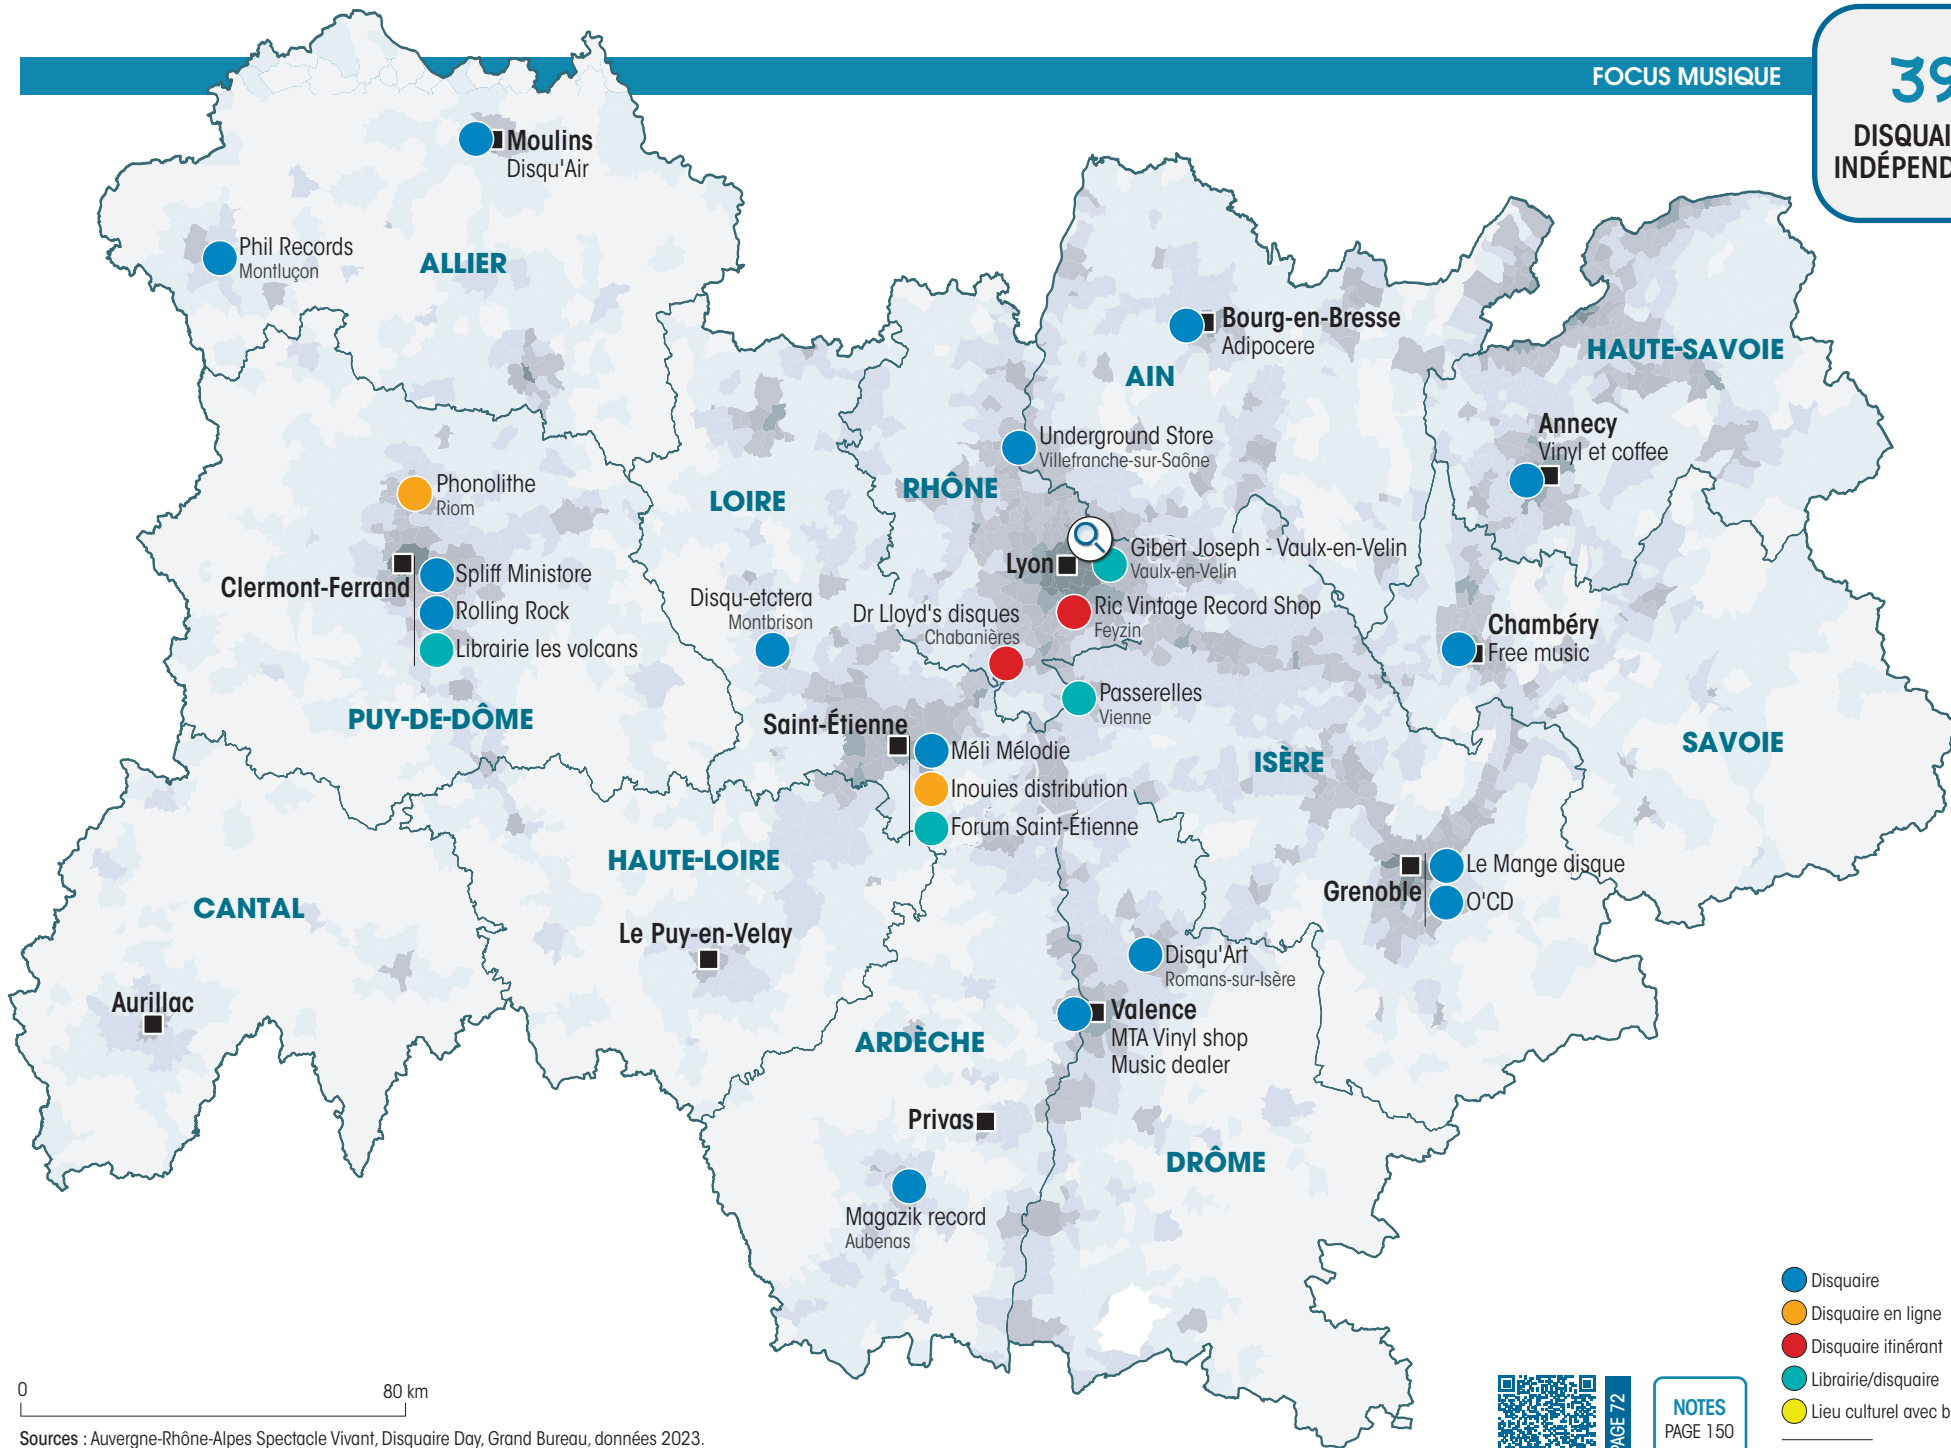 FOCUS MUSIQUE
39
Moulins
Disqu'Air
Phil Records
Montluçon
ALLIER
Bourg-en-Bresse
Adipocere
AIN
HAUTE-SAVOIE
Annecy
Vinyl et coffee
Underground Store
Villefranche-sur-Saône
RHÔNE
LOIRE
Phonolithe
Riom
Clermont-Ferrand
Spliff Ministore
Rolling Rock
Librairie les volcans
PUY-DE-DÔME
Disqu-etctera
Montbrison
Lyon
Gibert Joseph - Vaulx-en-Velin
Vaulx-en-Velin
Ric Vintage Record Shop
Feyzin
Dr Lloyd's disques
Chabanières
Passerelles
Vienne
Chambéry
Free music
SAVOIE
ISÈRE
Saint-Étienne
Méli Mélodie
Inouies distribution
Forum Saint-Étienne
HAUTE-LOIRE
Le Puy-en-Velay
CANTAL
Aurillac
Le Mange disque
O'CD
Grenoble
Disqu'Art
Romans-sur-Isère
Valence
MTA Vinyl shop
Music dealer
ARDÈCHE
Privas
Magazik record
Aubenas
DRÔME
Disquaire
Disquaire en ligne
Disquaire itinérant
Librairie/disquaire
Lieu culturel avec b
PAGE 72
NOTES
PAGE 150
0 80 km
Sources : Auvergne-Rhône-Alpes Spectacle Vivant, Disquaire Day, Grand Bureau, données 2023.